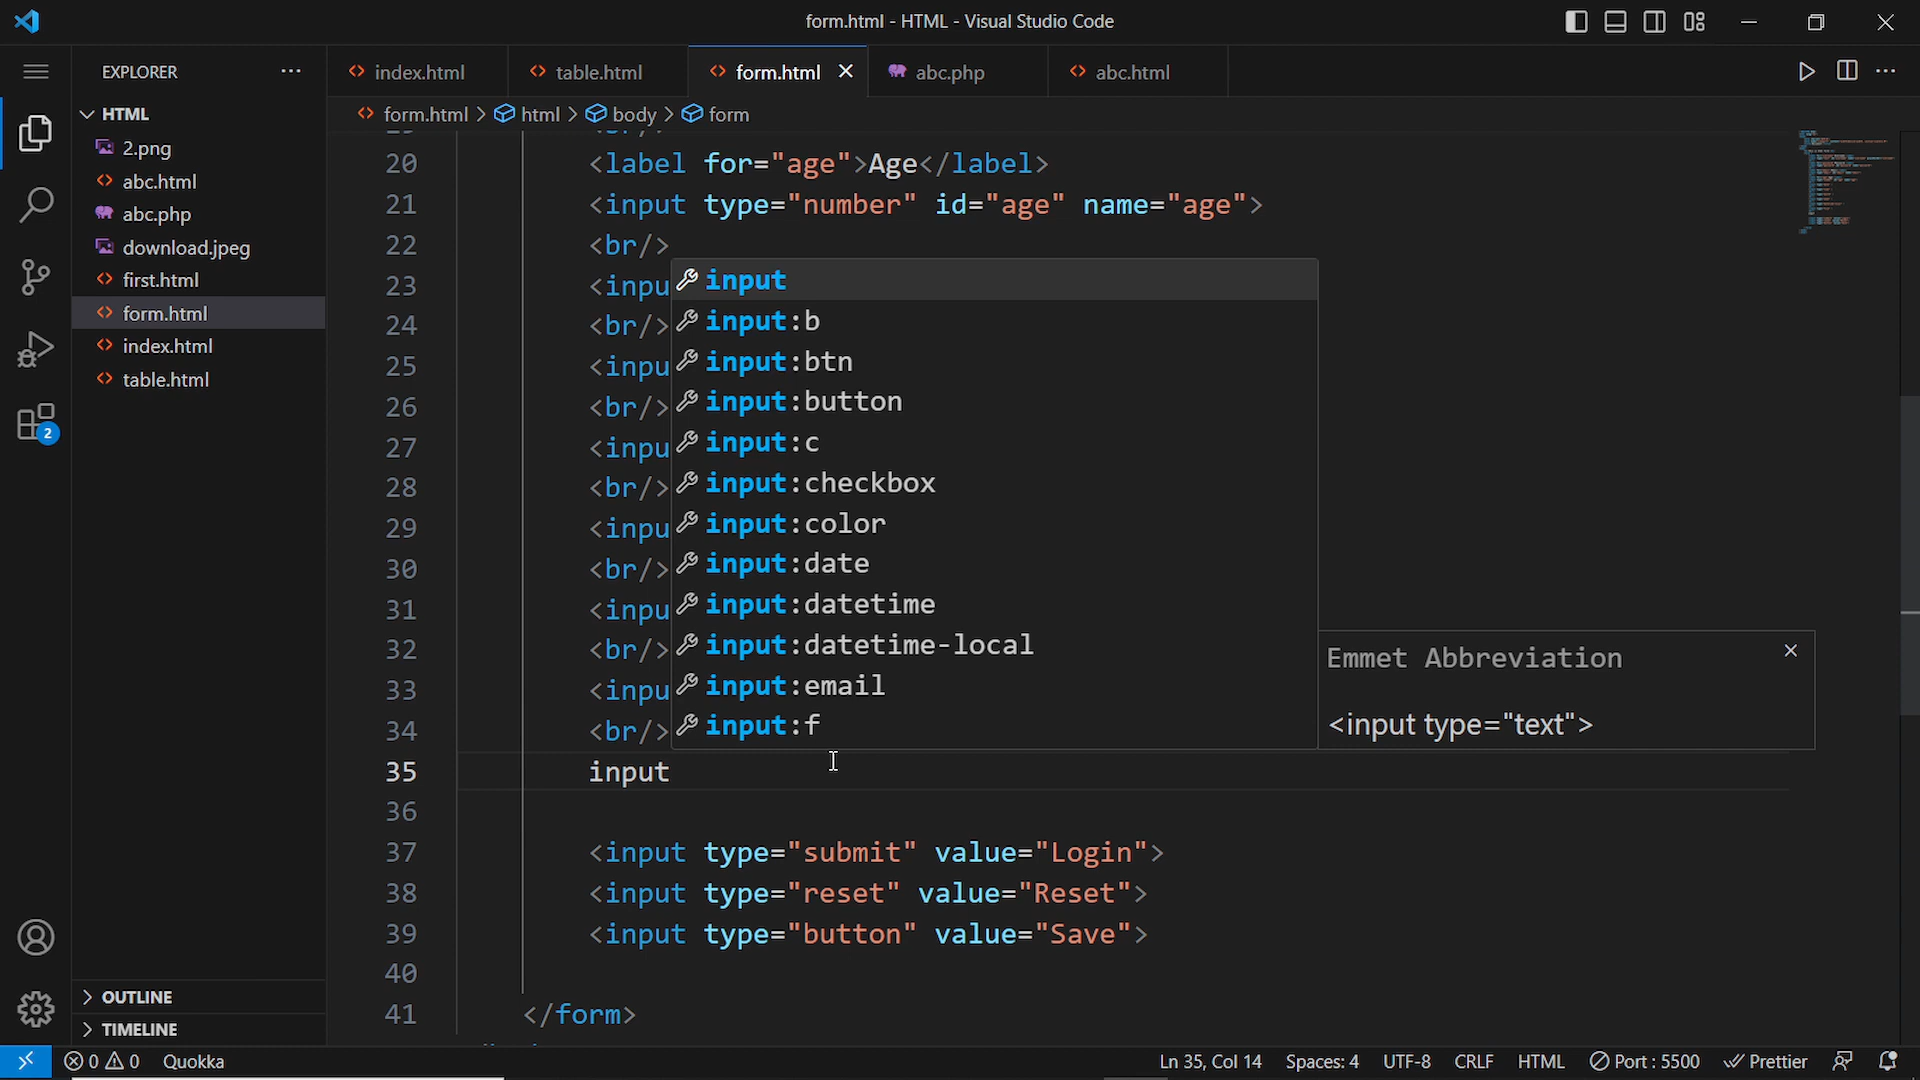 form.html - HTML - Visual Studio Code
EXPLORER
index.html
table.html
form.html
abc.php
abc.html
HTML
form.html > html > body > form
2.png
abc.html
abc.php
download.jpeg
first.html
form.html
index.html
table.html
2
20 <label for="age">Age</label>
21 <input type="number" id="age" name="age">
22 <br/>
23 <inpu
24 <br/>
25 <inpu
26 <br/>
27 <inpu
28 <br/>
29 <inpu
30 <br/>
31 <inpu
32 <br/>
33 <inpu
34 <br/>
35 input
36
37 <input type="submit" value="Login">
38 <input type="reset" value="Reset">
39 <input type="button" value="Save">
40
41 </form>
input
input:b
input:btn
input:button
input:c
input:checkbox
input:color
input:date
input:datetime
input:datetime-local
input:email
input:f
Emmet Abbreviation
<input type="text">
OUTLINE
TIMELINE
0 0 Quokka Ln 35, Col 14 Spaces: 4 UTF-8 CRLF HTML Port : 5500 Prettier